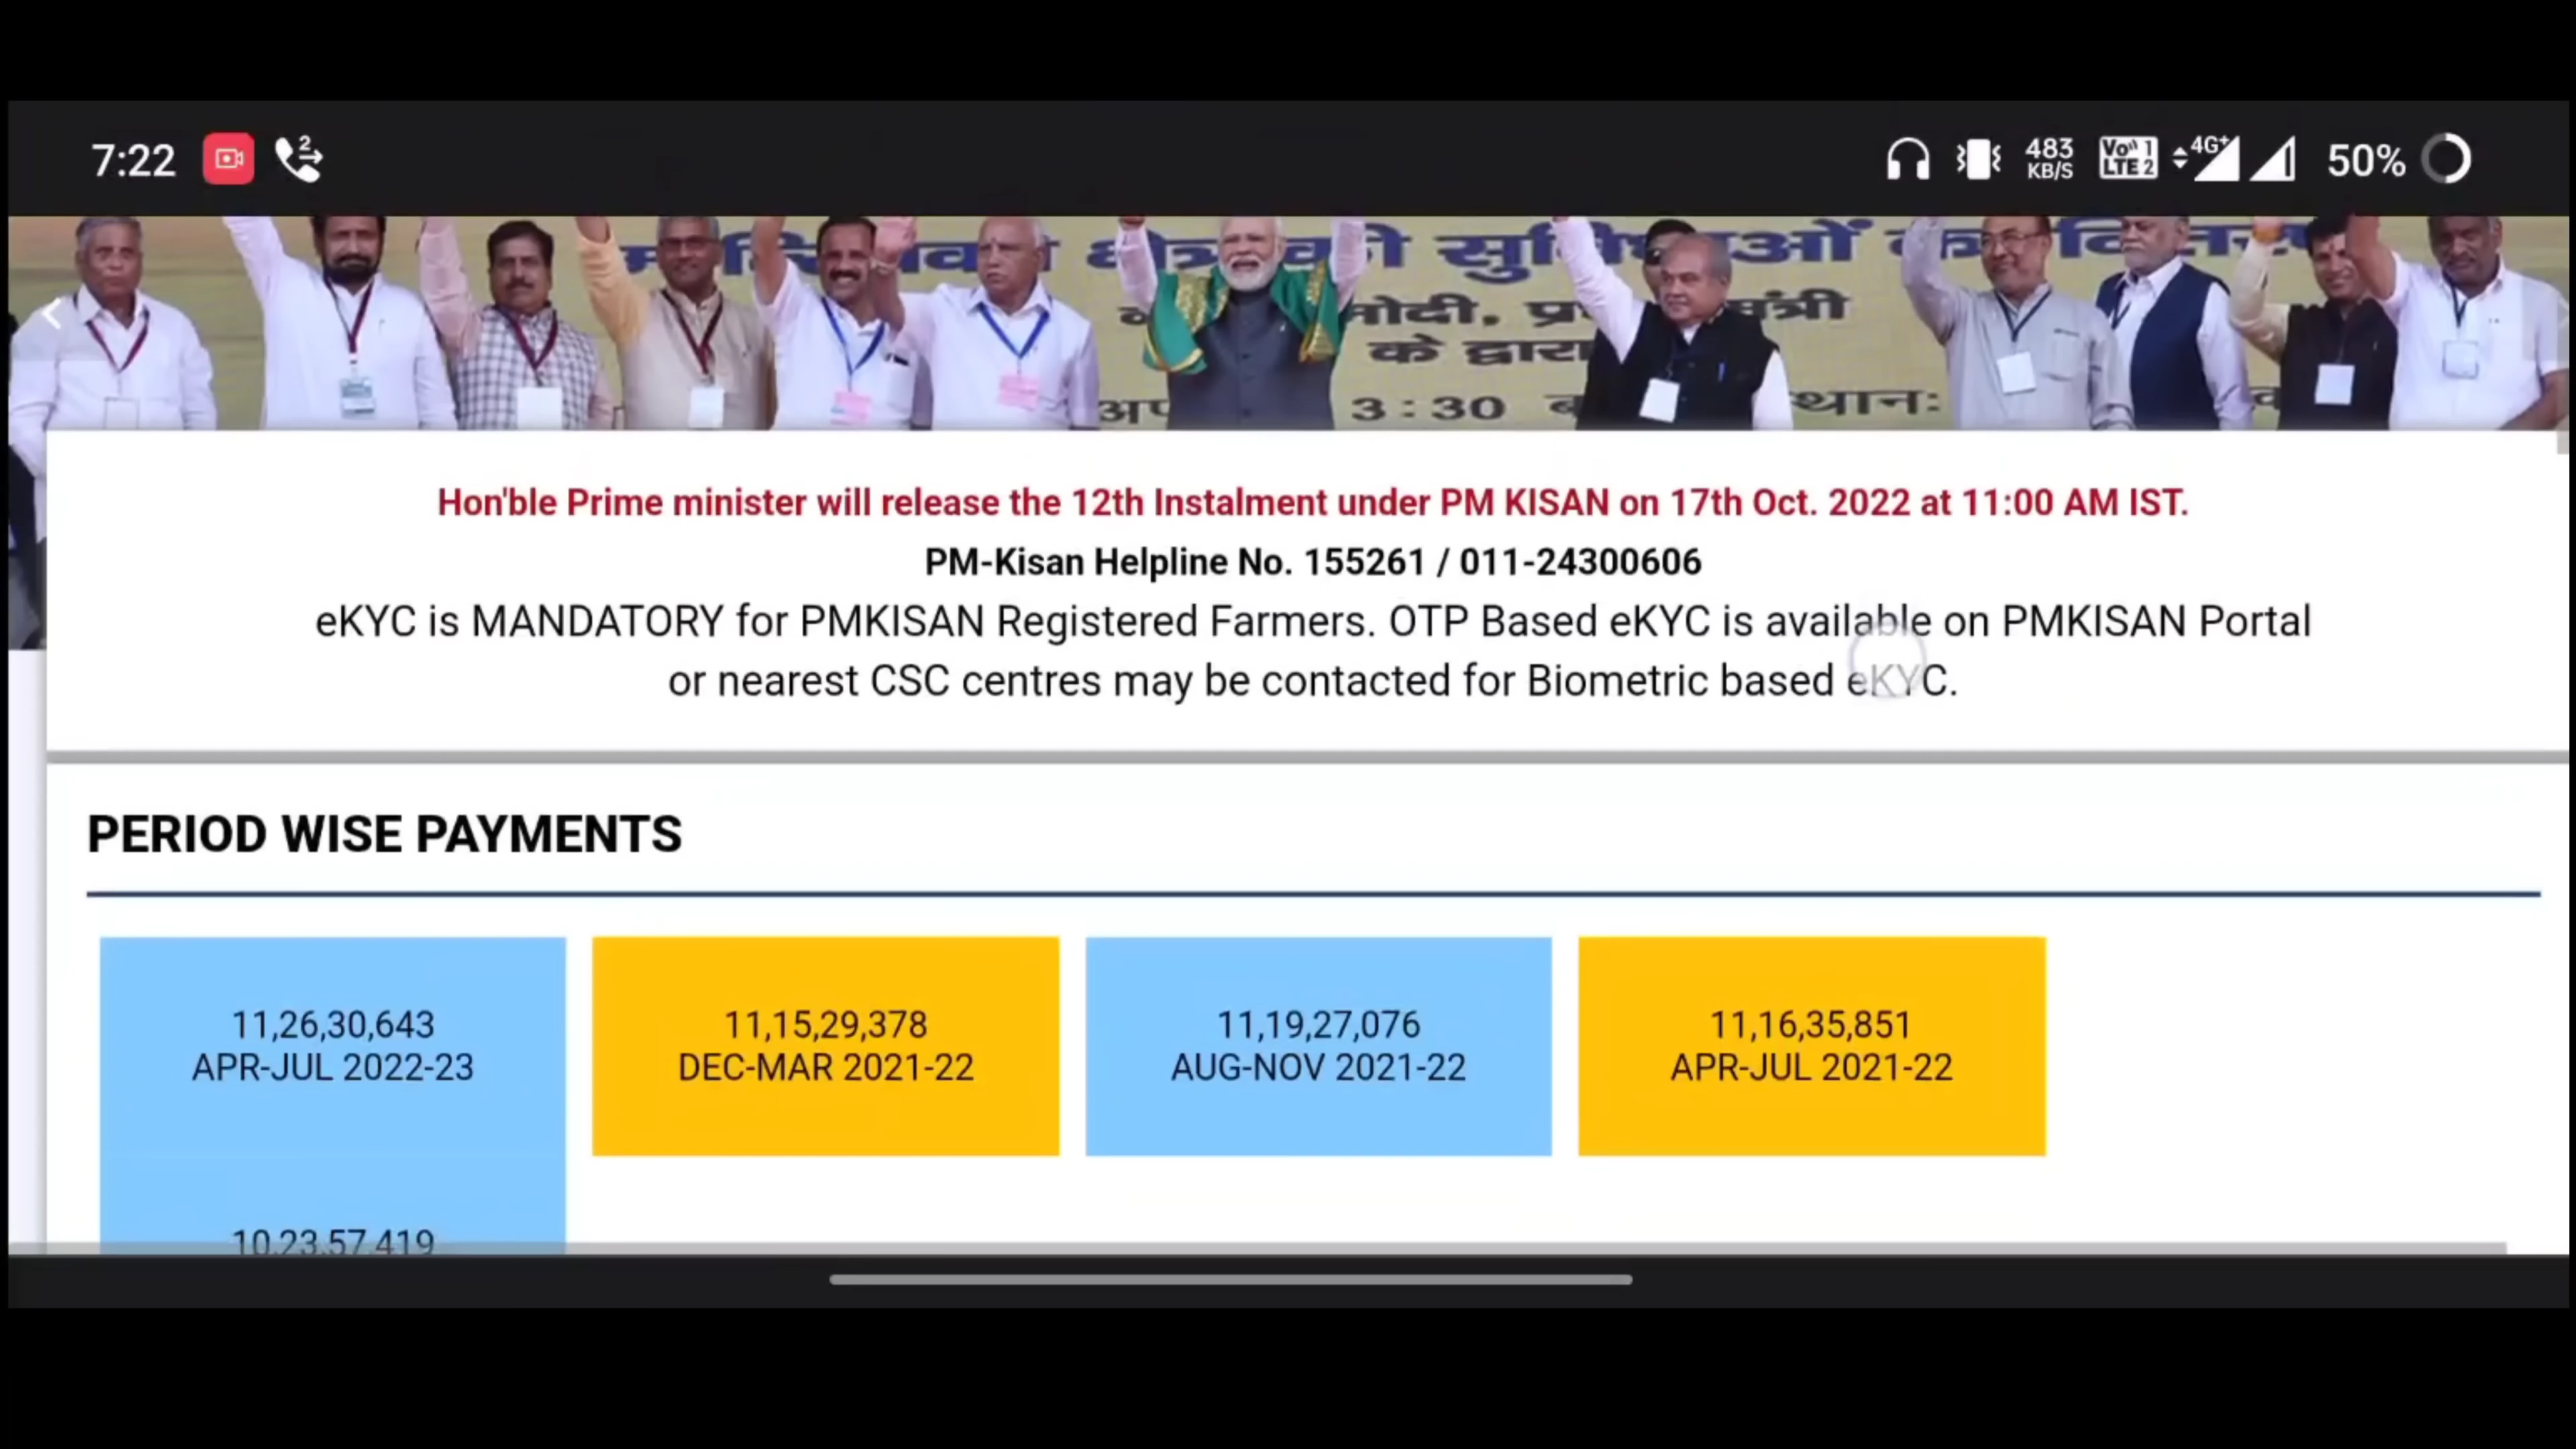 7:22
2
483
KB/S
Vo 1
LTE 2
4G+
50%
क्षेत्र की सुविधाओं
मोदी,
के द्वारा
3:30
स्थान:
Hon'ble Prime minister will release the 12th Instalment under PM KISAN on 17th Oct. 2022 at 11:00 AM IST.
PM-Kisan Helpline No. 155261 / 011-24300606
eKYC is MANDATORY for PMKISAN Registered Farmers. OTP Based eKYC is available on PMKISAN Portal
or nearest CSC centres may be contacted for Biometric based eKYC.
PERIOD WISE PAYMENTS
11,26,30,643
APR-JUL 2022-23
11,15,29,378
DEC-MAR 2021-22
11,19,27,076
AUG-NOV 2021-22
11,16,35,851
APR-JUL 2021-22
10,23,57,419